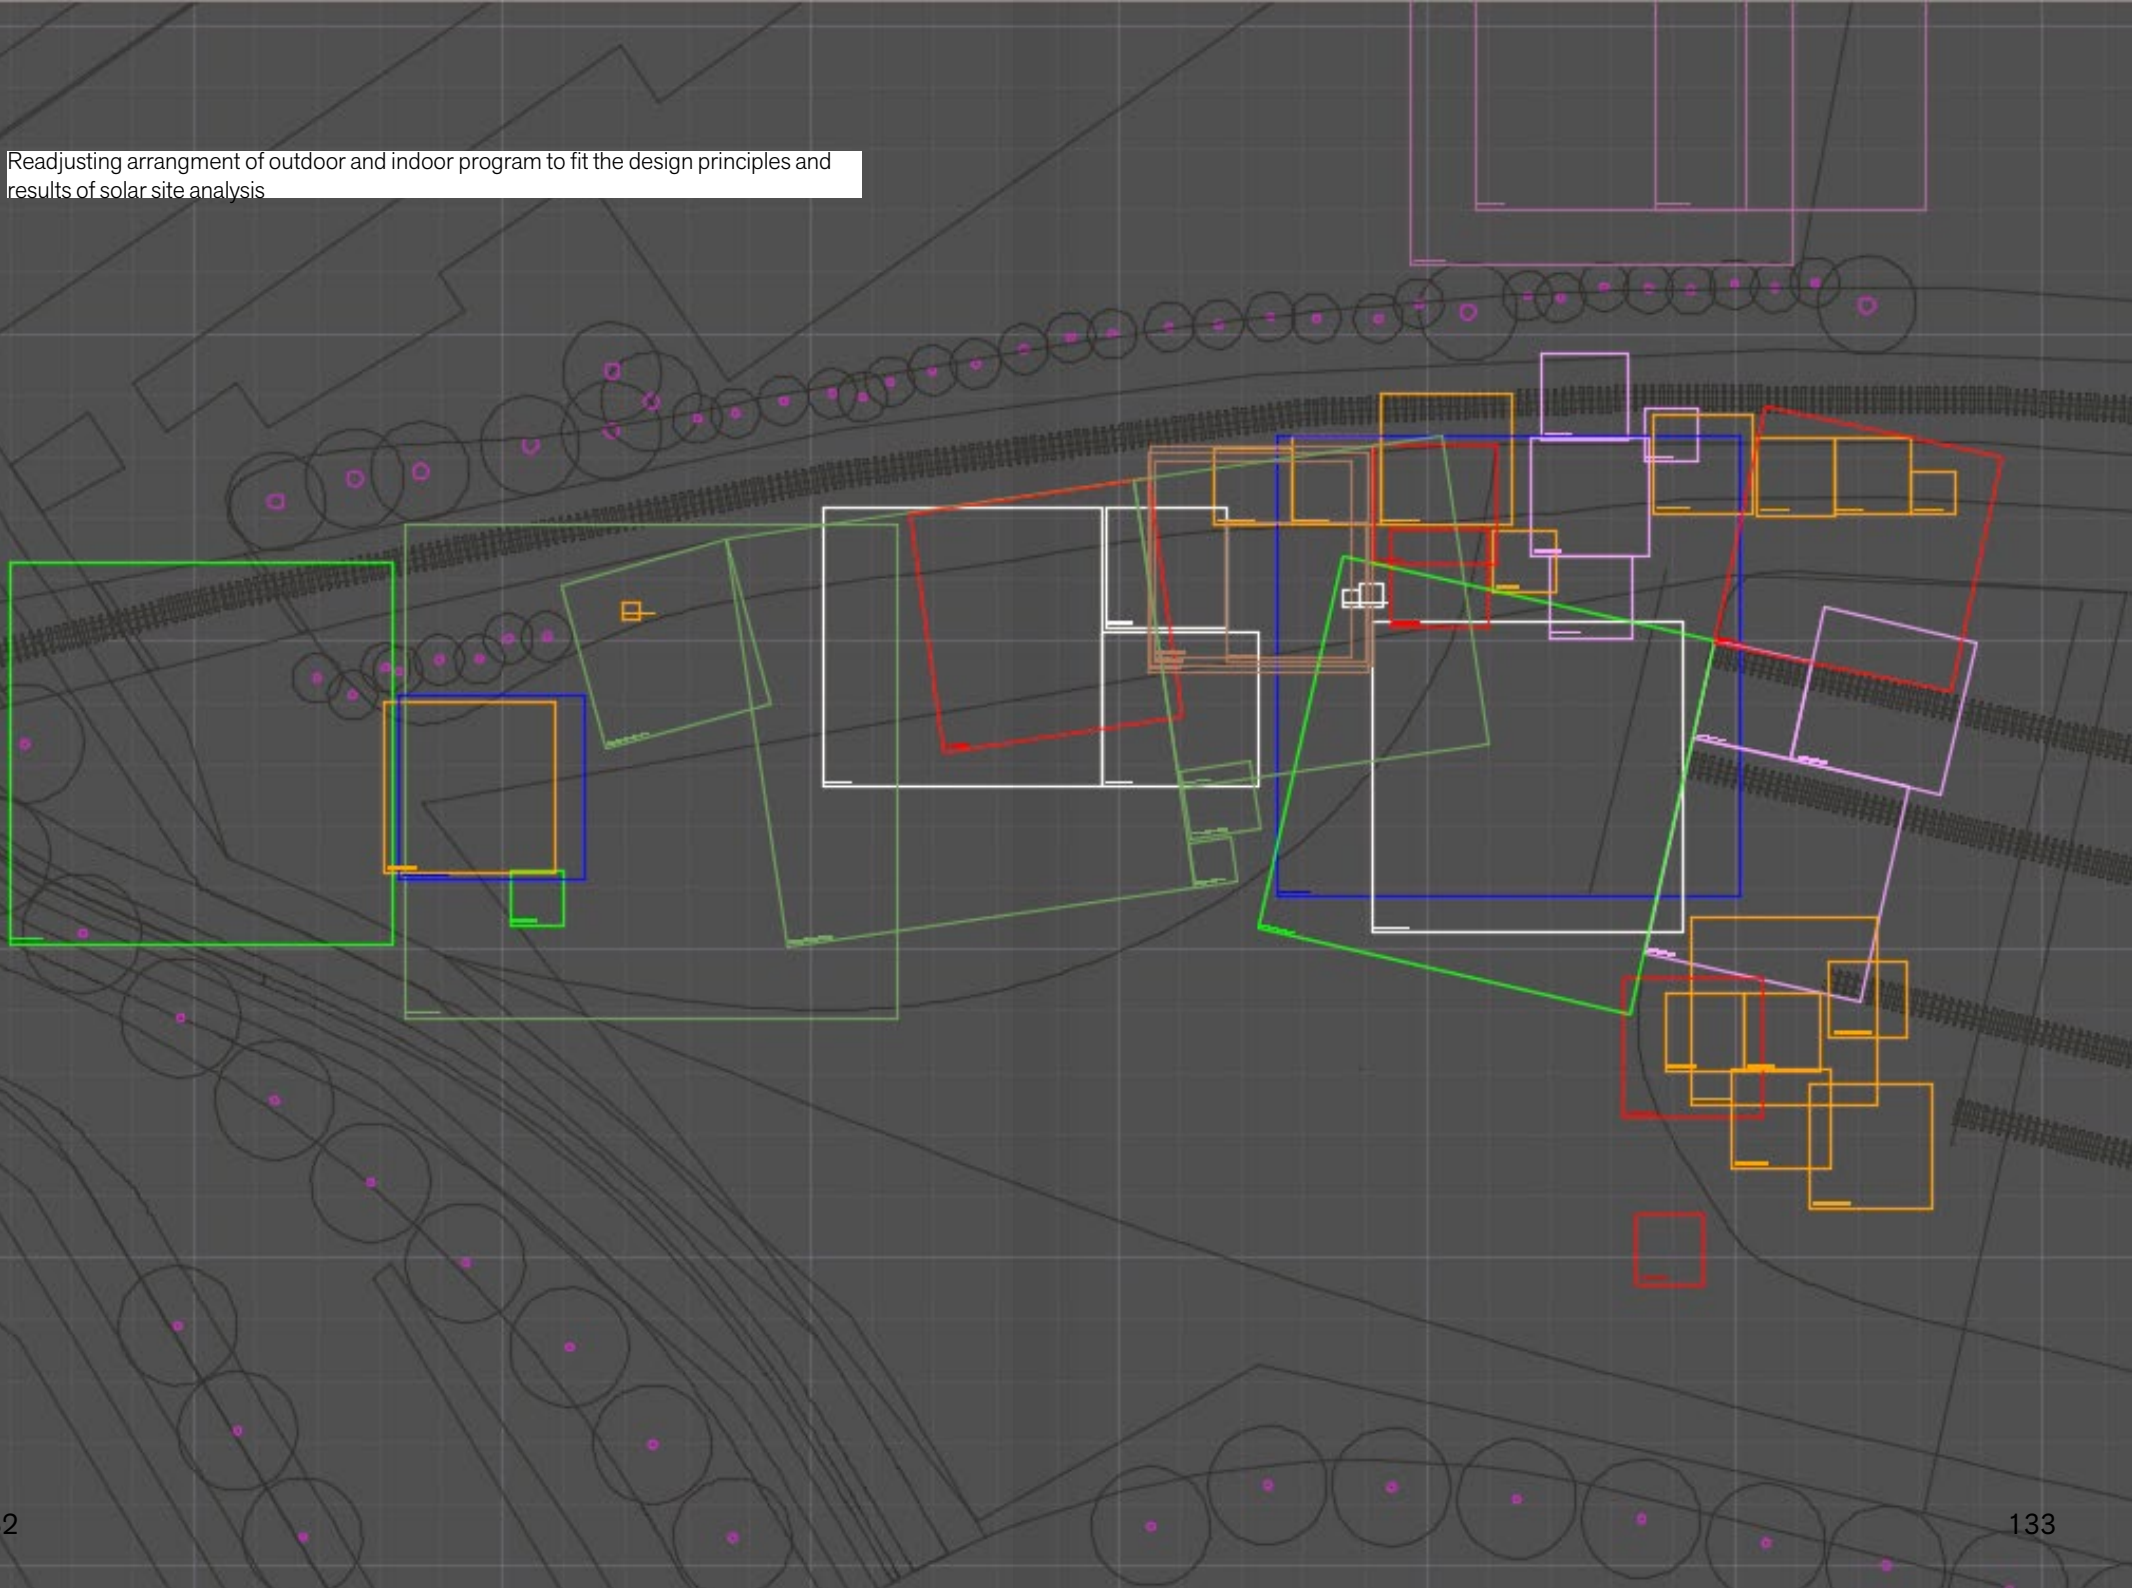 Readjusting arrangment of outdoor and indoor program to fit the design principles and
results of solar site analysis
2
133